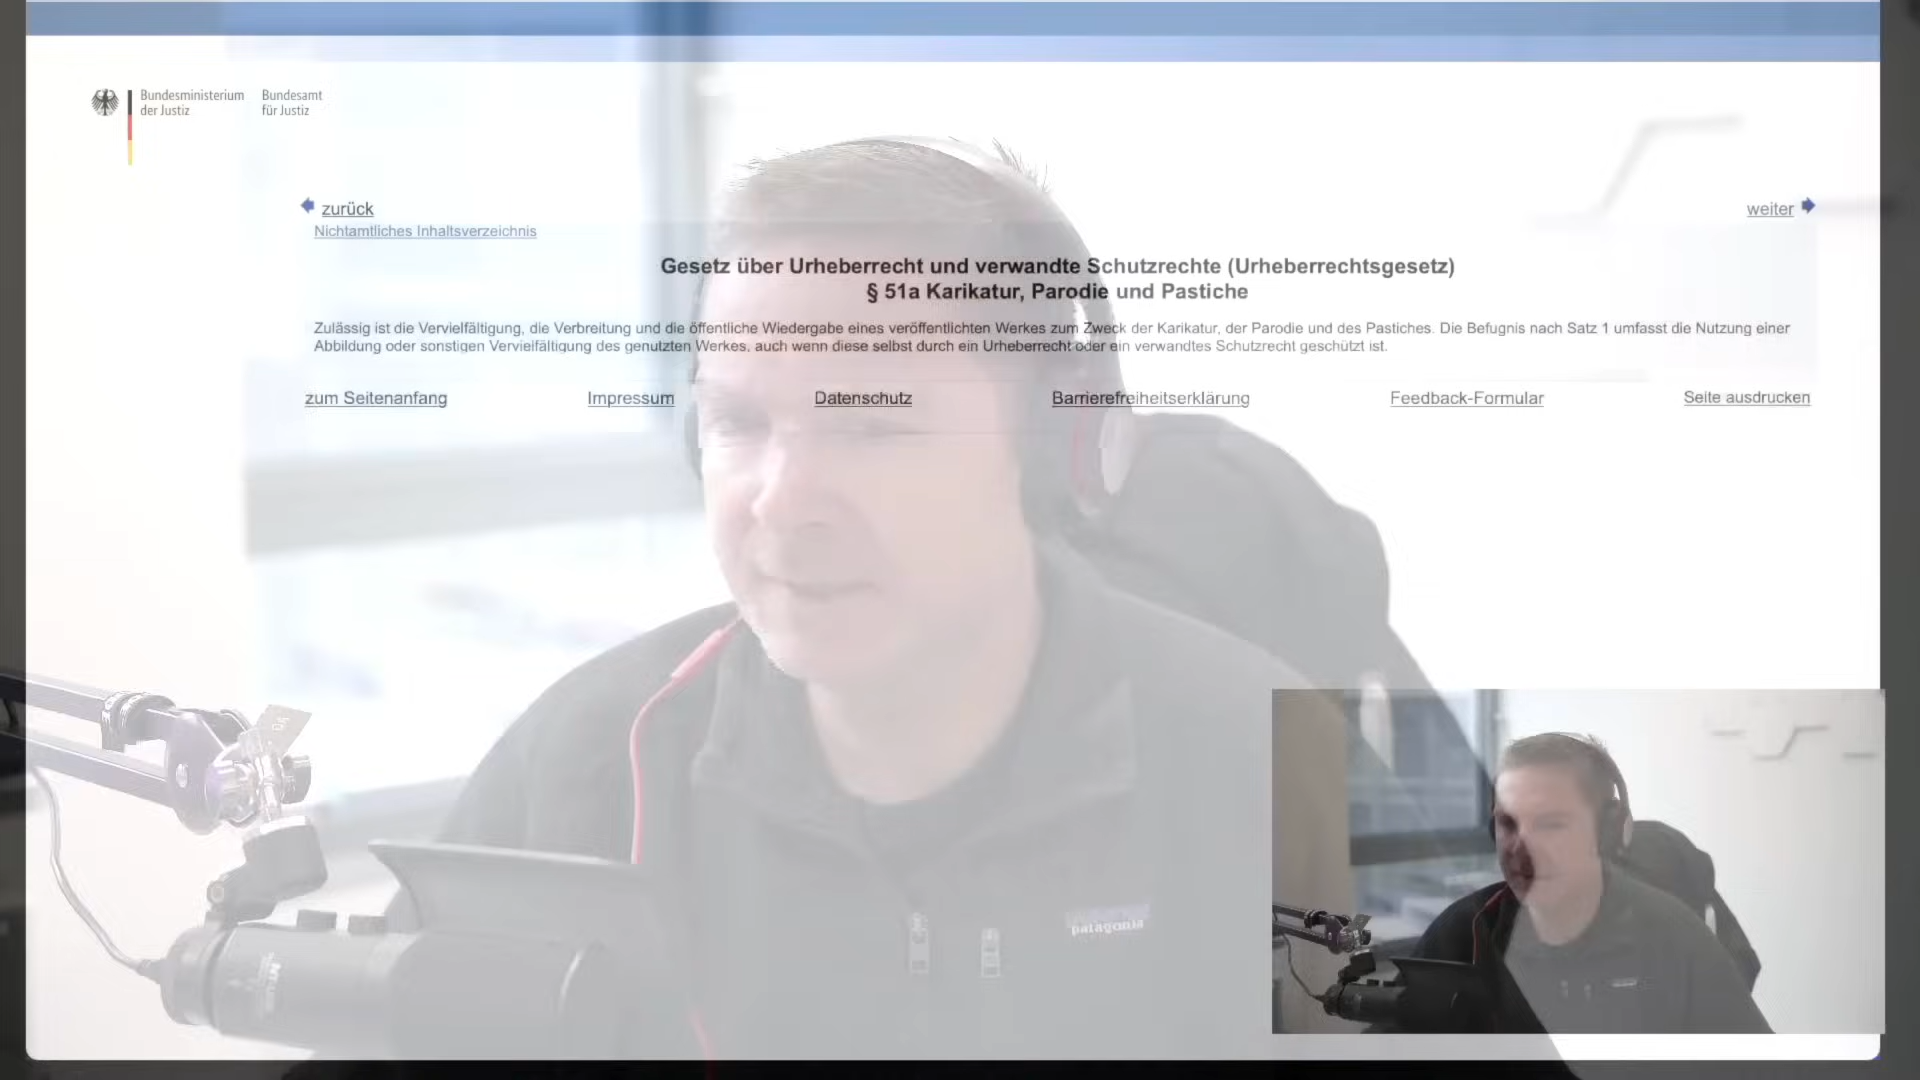 Bundesministerium der Justiz
Bundesamt für Justiz
zurück
weiter
Nichtamtliches Inhaltsverzeichnis
Gesetz über Urheberrecht und verwandte Schutzrechte (Urheberrechtsgesetz)
§ 51a Karikatur, Parodie und Pastiche
Zulässig ist die Vervielfältigung, die Verbreitung und die öffentliche Wiedergabe eines veröffentlichten Werkes zum Zweck der Karikatur, der Parodie und des Pastiches. Die Befugnis nach Satz 1 umfasst die Nutzung einer
Abbildung oder sonstigen Vervielfältigung des genutzten Werkes, auch wenn diese selbst durch ein Urheberrecht oder ein verwandtes Schutzrecht geschützt ist.
zum Seitenanfang Impressum Datenschutz Barrierefreiheitserklärung Feedback-Formular Seite ausdrucken
patagonia